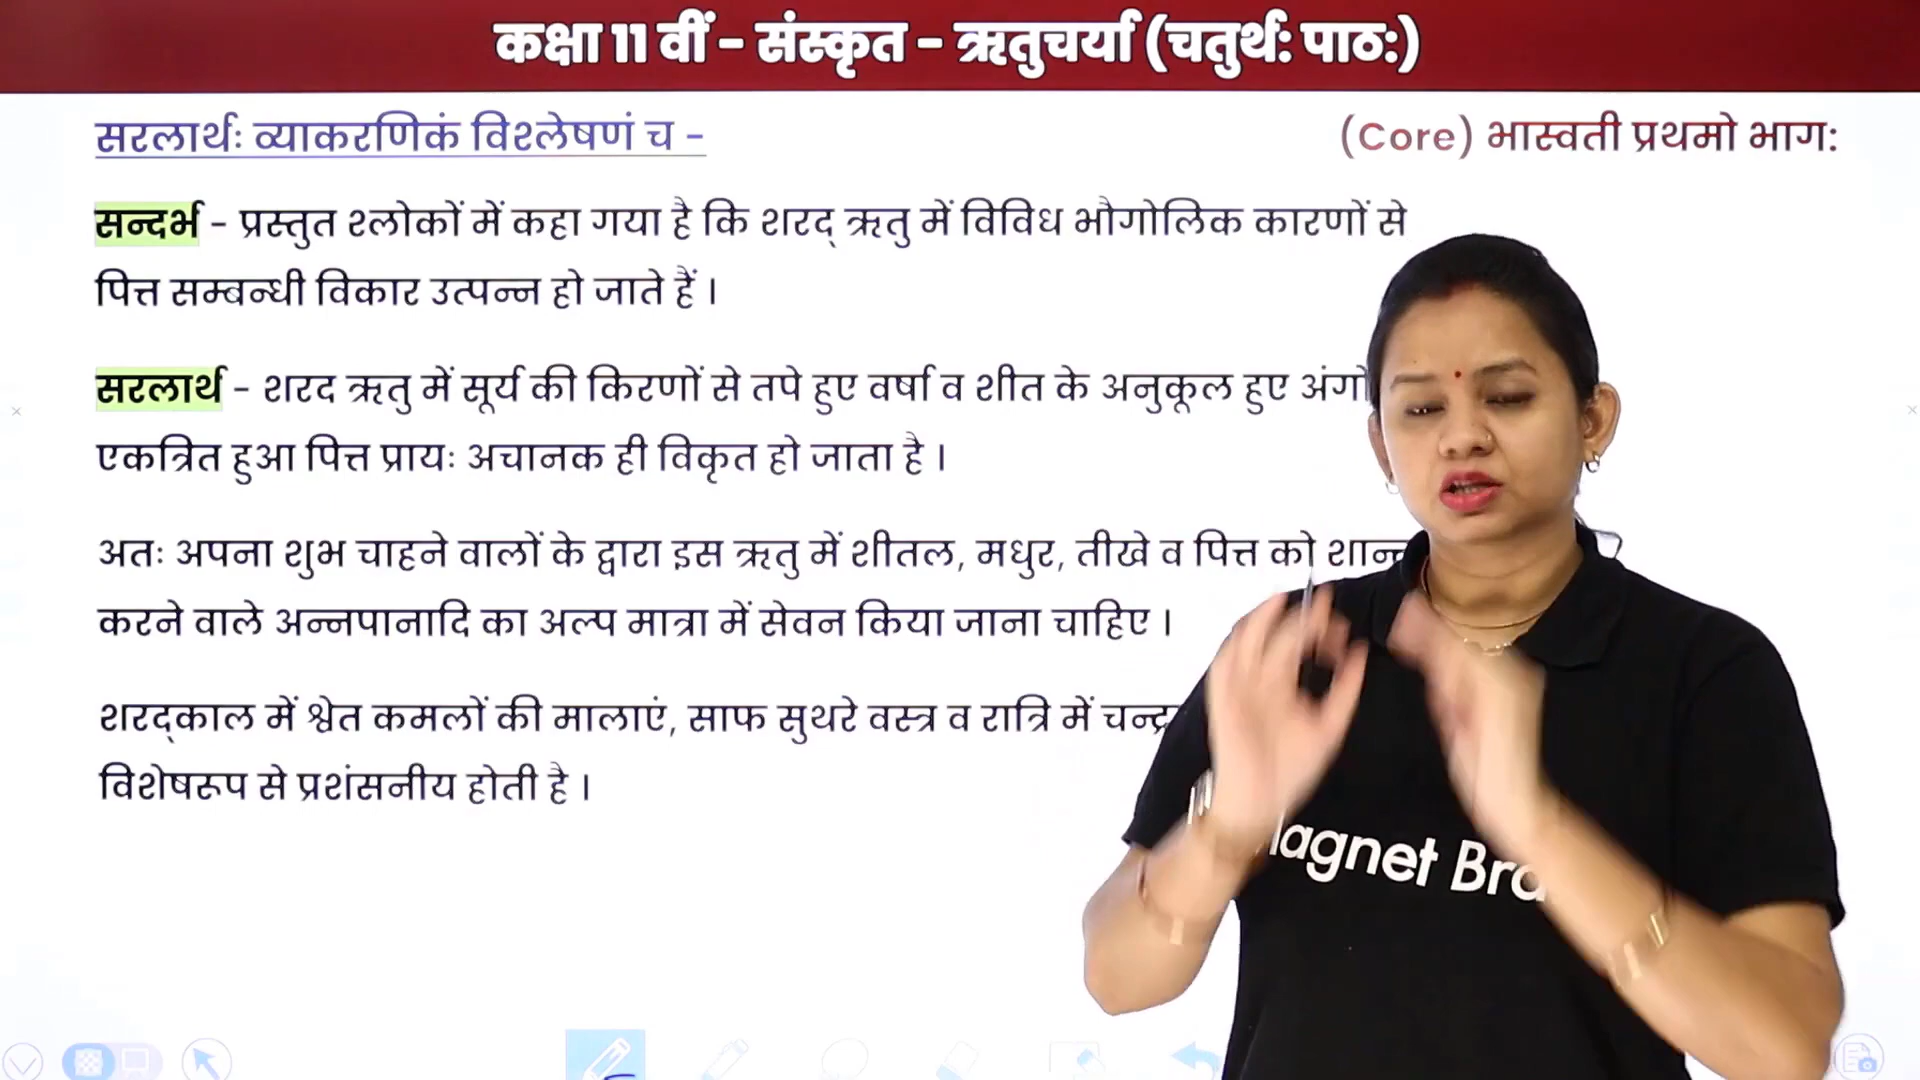 कक्षा 11 वीं - संस्कृत - ऋतुचर्या (चतुर्थ: पाठ:)
सरलार्थः व्याकरणिकं विश्लेषणं च -
(Core) भास्वती प्रथमो भाग:
सन्दर्भ - प्रस्तुत श्लोकों में कहा गया है कि शरद् ऋतु में विविध भौगोलिक कारणों से
पित्त सम्बन्धी विकार उत्पन्न हो जाते हैं ।
सरलार्थ - शरद ऋतु में सूर्य की किरणों से तपे हुए वर्षा व शीत के अनुकूल हुए
एकत्रित हुआ पित्त प्रायः अचानक ही विकृत हो जाता है ।
अतः अपना शुभ चाहने वालों के द्वारा इस ऋतु में शीतल, मधुर, तीखे व पित्त को
करने वाले अन्नपानादि का अल्प मात्रा में सेवन किया जाना चाहिए ।
शरद्काल में श्वेत कमलों की मालाएं, साफ सुथरे वस्त्र व रात्रि में
विशेषरूप से प्रशंसनीय होती है ।
agnet Bra